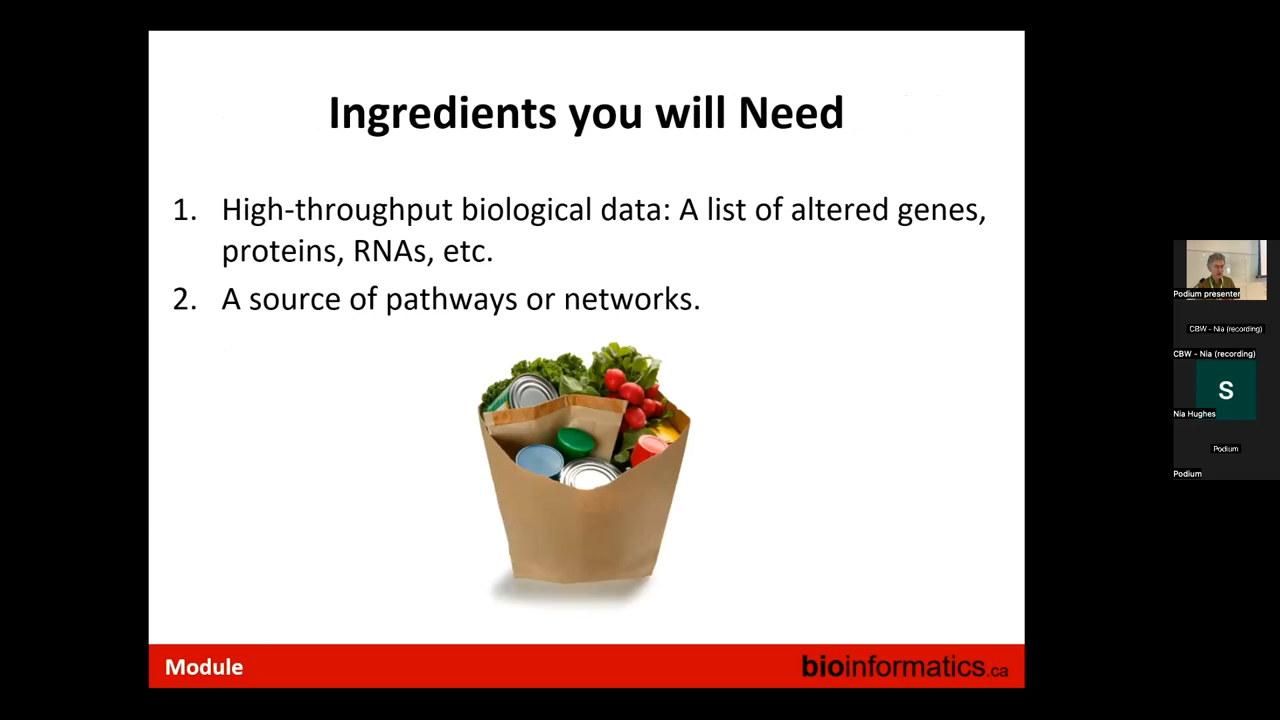 Ingredients you will Need
1. High-throughput biological data: A list of altered genes,
proteins, RNAs, etc.
2. A source of pathways or networks.
Module
bioinformatics.ca
Podium presenter
CBW - Nia (recording)
CBW - Nia (recording)
S
Nia Hughes
Podium
Podium